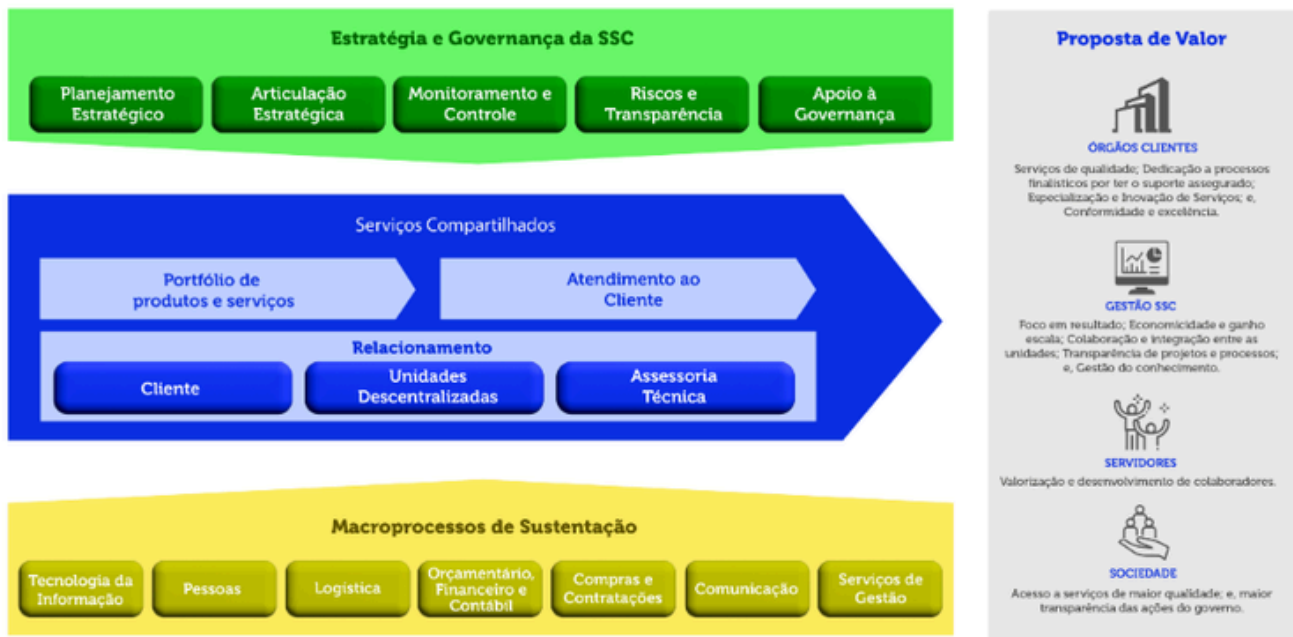 Estratégia e Governança da SSC
Planejamento
Estratégico
Articulação
Estratégica
Monitoramento e
Controle
Riscos e
Transparência
Apoio à
Governança
Serviços Compartilhados
Portfólio de
produtos e serviços
Atendimento ao
Cliente
Relacionamento
Cliente
Unidades
Descentralizadas
Assessoria
Técnica
Macroprocessos de Sustentação
Tecnologia da
Informação
Pessoas
Logística
Orçamentário,
Financeiro e
Contábil
Compras e
Contratações
Comunicação
Serviços de
Gestão
Proposta de Valor
ÓRGÃOS CLIENTES
Serviços de qualidade; Dedicação a processos
finalísticos por ter o suporte assegurado;
Especialização e Inovação de Serviços; e,
Conformidade e excelência.
GESTÃO SSC
Foco em resultado; Economicidade e ganho
escala; Colaboração e integração entre as
unidades; Transparência de projetos e processos;
e, Gestão do conhecimento.
SERVIDORES
Valorização e desenvolvimento de colaboradores.
SOCIEDADE
Acesso a serviços de maior qualidade; e, maior
transparência das ações do governo.